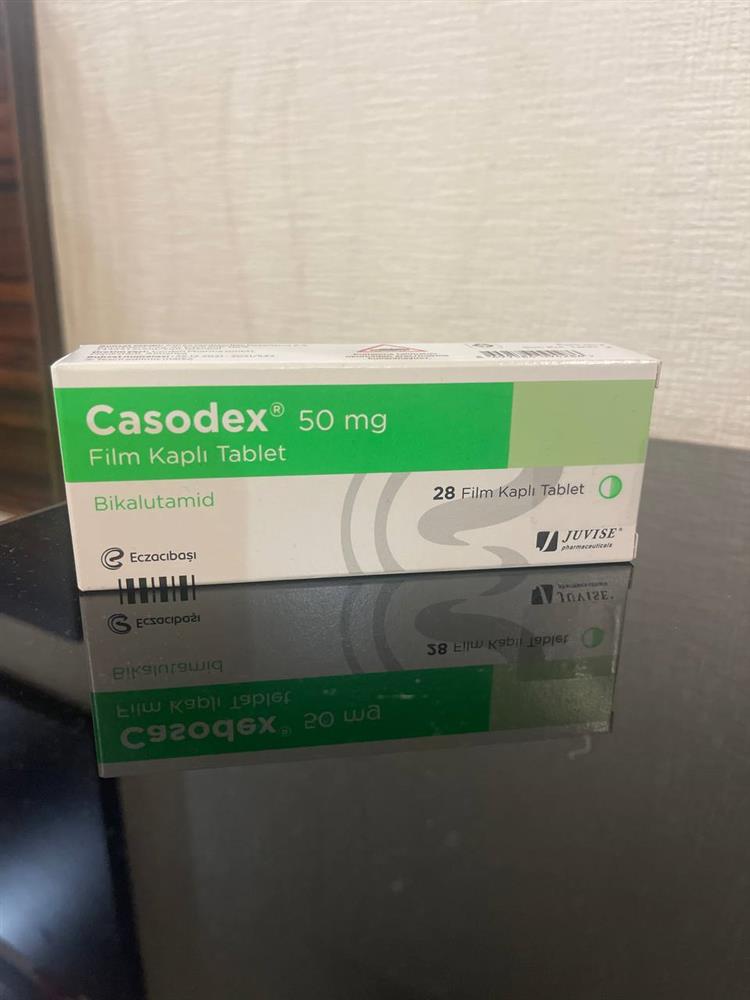 Casodex® 50 mg
Film Kaplı Tablet
Bikalutamid
28 Film Kaplı Tablet
Eczacıbaşı
JUVISE®
pharmaceuticals